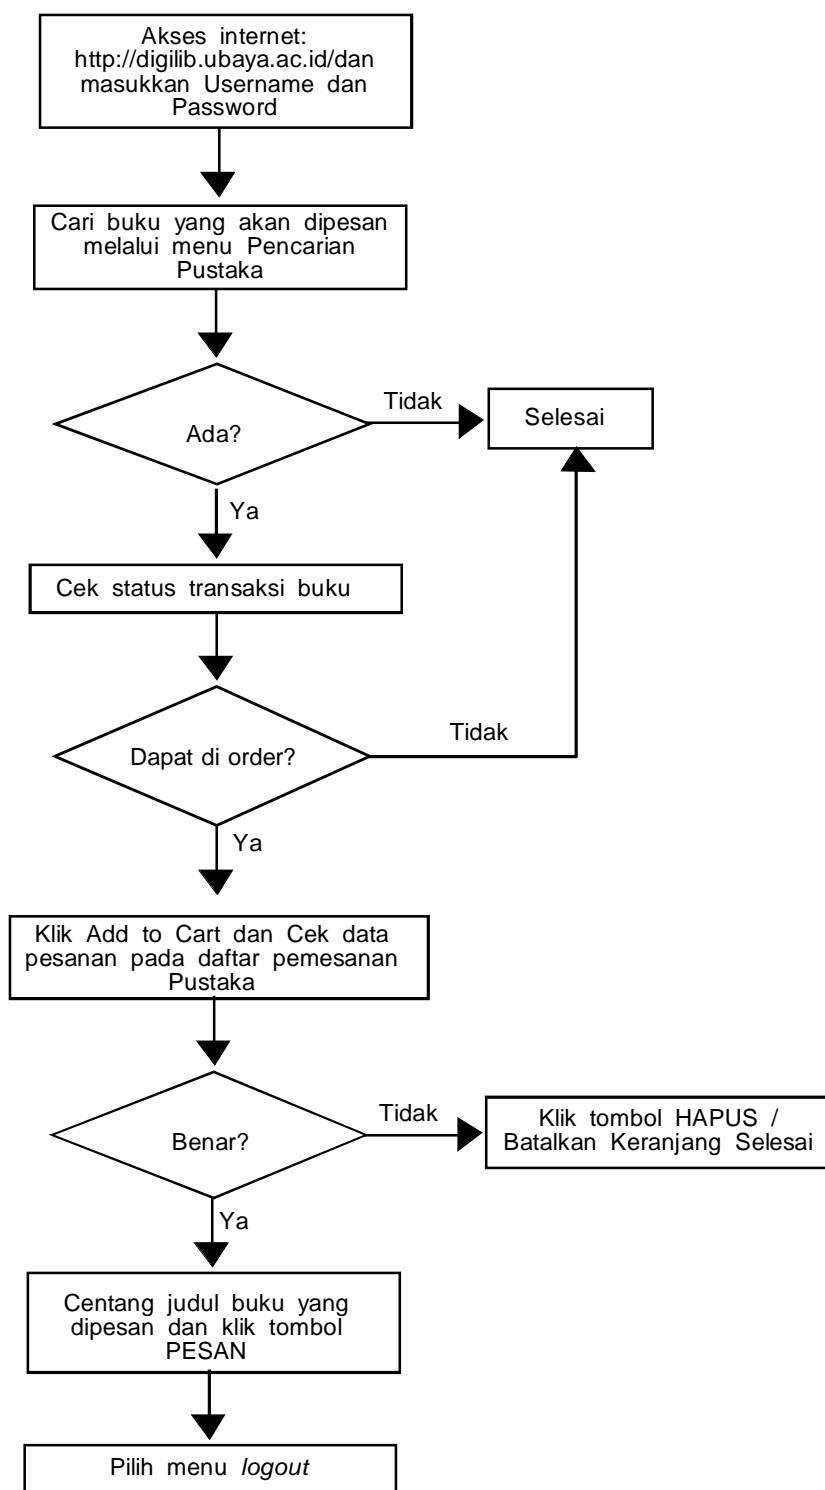 Akses internet:
http://digilib.ubaya.ac.id/dan
masukkan Username dan
Password
Cari buku yang akan dipesan
melalui menu Pencarian
Pustaka
Ada?
Tidak
Selesai
Ya
Cek status transaksi buku
Dapat di order?
Tidak
Ya
Klik Add to Cart dan Cek data
pesanan pada daftar pemesanan
Pustaka
Benar?
Tidak
Klik tombol HAPUS /
Batalkan Keranjang Selesai
Ya
Centang judul buku yang
dipesan dan klik tombol
PESAN
Pilih menu logout